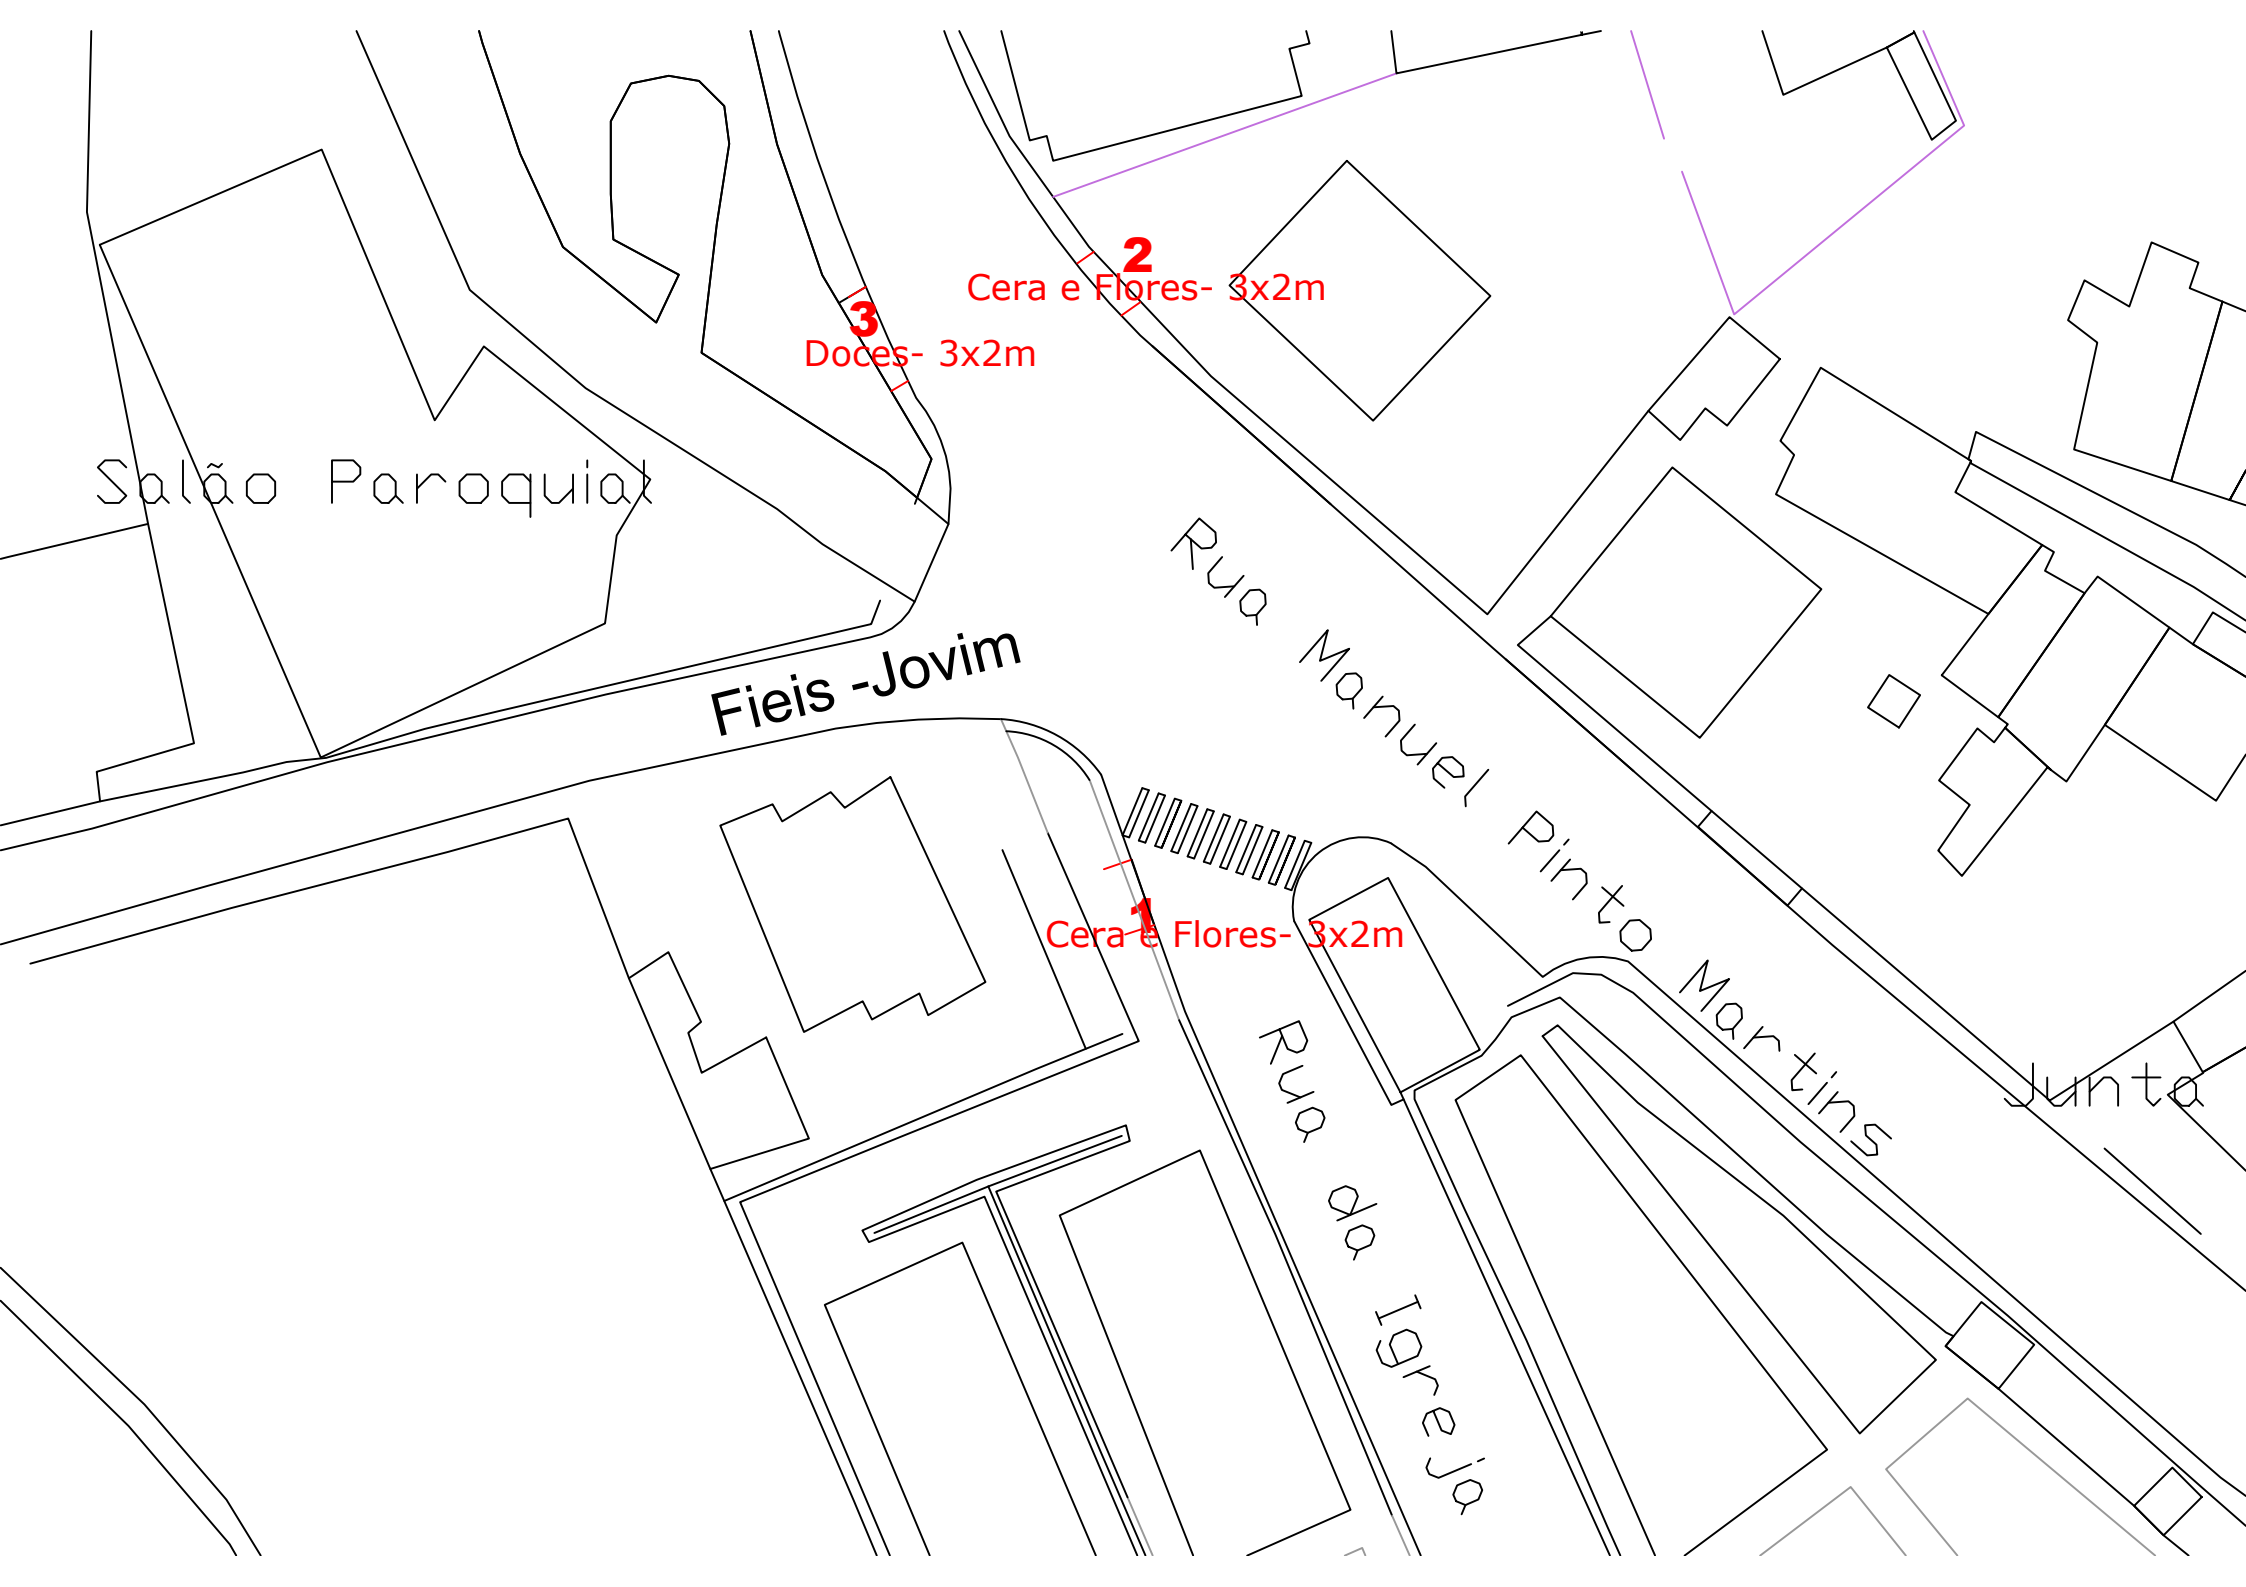 2
Cera e Flores- 3x2m
3
Doces- 3x2m
Salão Paroquial
Rua Manuel Pinto Martins
Fieis -Jovim
1
Cera e Flores- 3x2m
Rua da Igreja
Junta